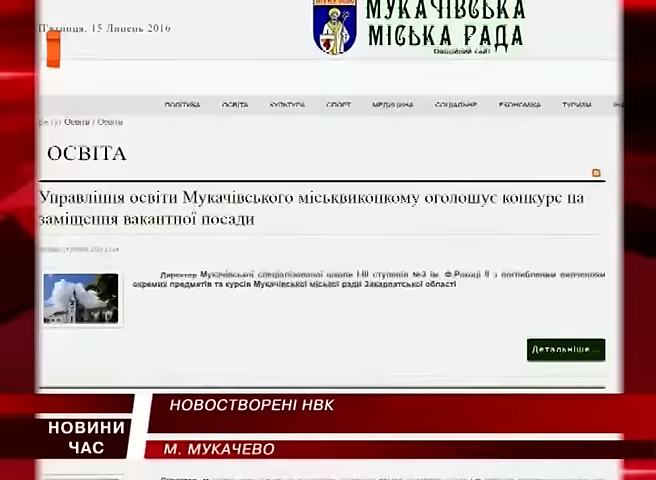 П'ятниця, 15 Липень 2016
МУКАЧІВСЬКА
МІСЬКА РАДА
Офіційний сайт
ПОЛІТИКА ОСВІТА КУЛЬТУРА СПОРТ МЕДИЦИНА СОЦІАЛЬНЕ ЕКОНОМІКА ТУРИЗМ
Освіта / Освіта
ОСВІТА
Управління освіти Мукачівського міськвиконкому оголошує конкурс на
заміщення вакантної посади
Директор Мукачівської спеціалізованої школи І-ІІІ ступенів №3 ім. Ф.Ракоці ІІ з поглибленим вивченням
окремих предметів та курсів Мукачівської міської ради Закарпатської області
Детальніше ...
НОВОСТВОРЕНІ НВК
НОВИНИ
ЧАС
М. МУКАЧЕВО